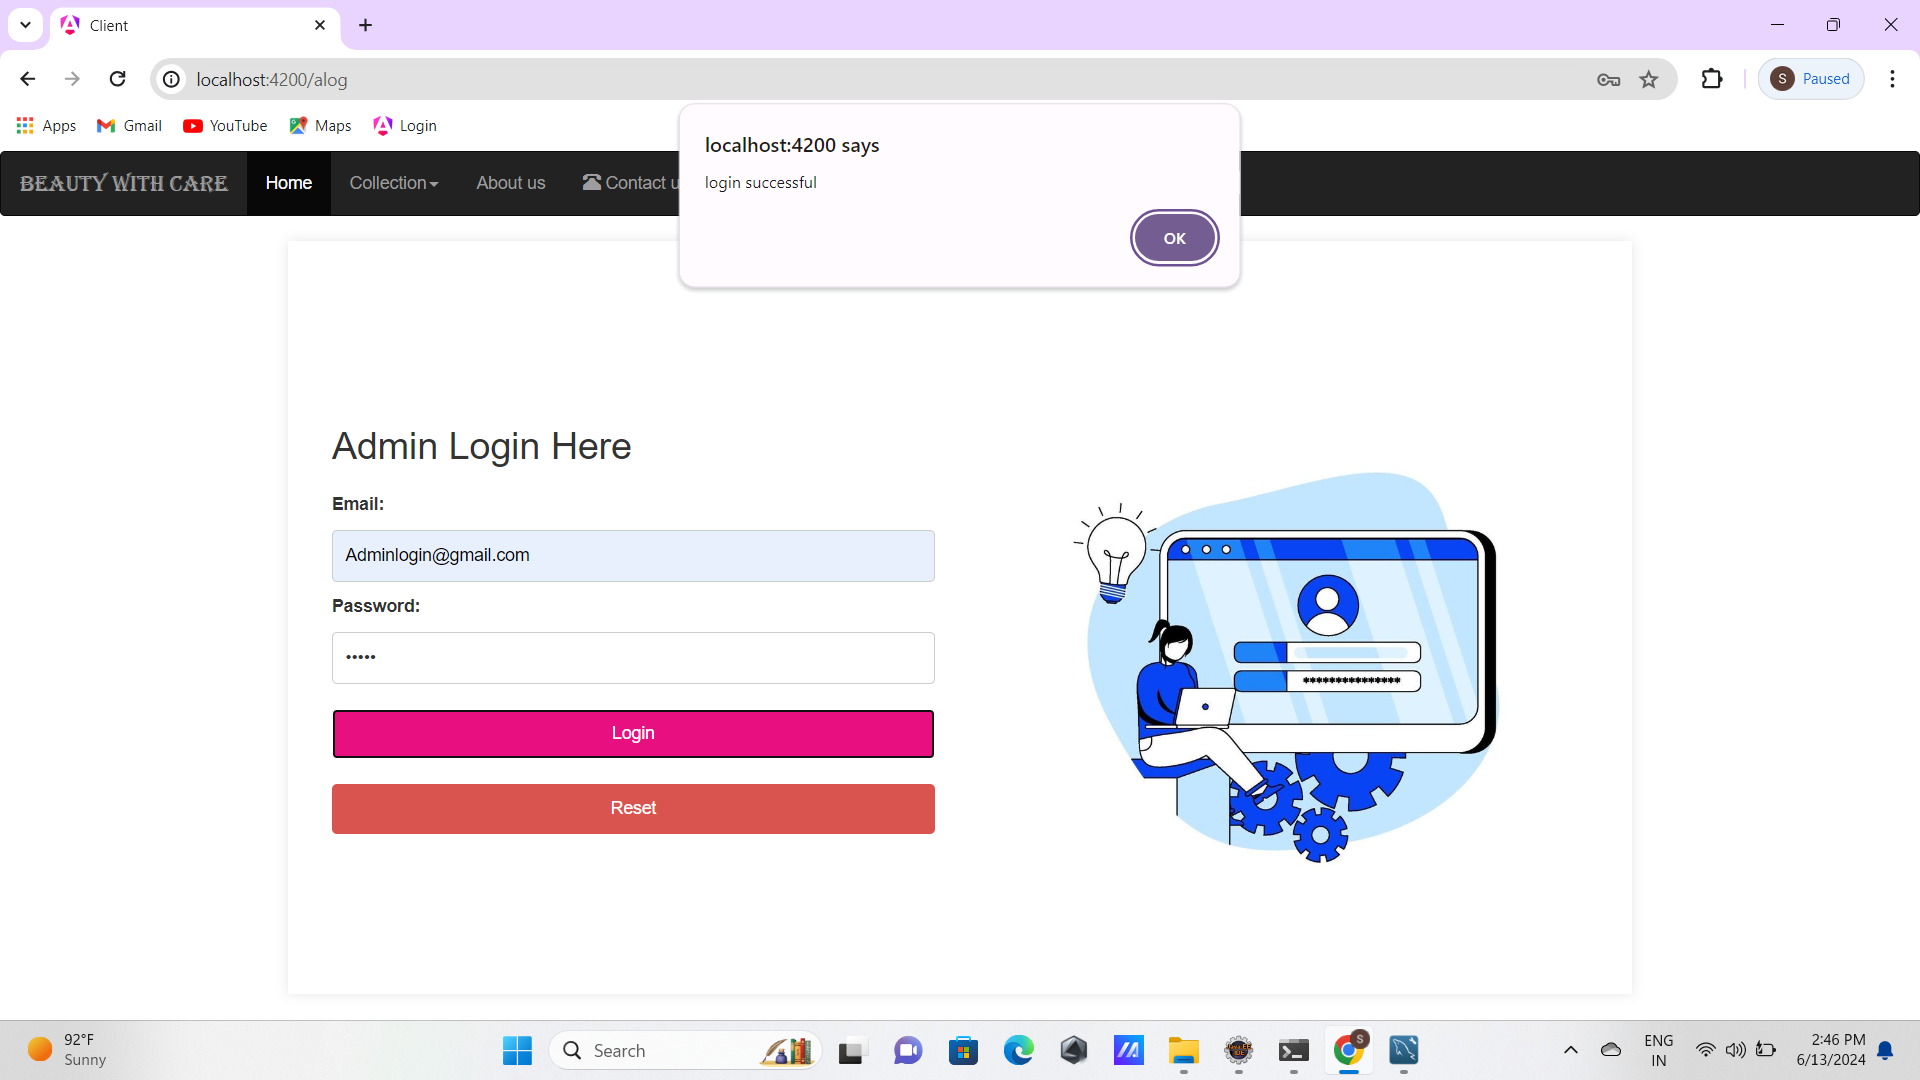 Client
localhost:4200/alog
S Paused
Apps Gmail YouTube Maps Login
localhost:4200 says
login successful
OK
BEAUTY WITH CARE Home Collection About us Contact u
Admin Login Here
Email:
Adminlogin@gmail.com
Password:
•••••
***************
Login
Reset
92°F
Sunny
Search
S
ENG
IN
2:46 PM
6/13/2024